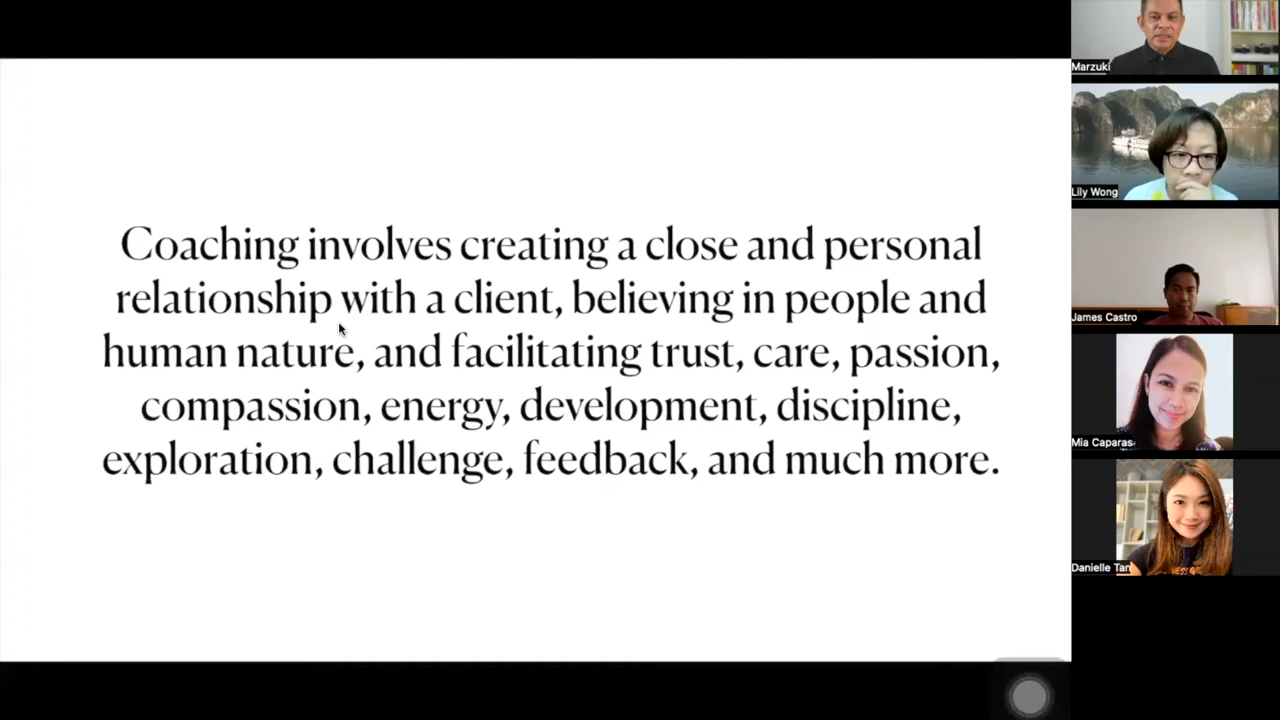 Coaching involves creating a close and personal
relationship with a client, believing in people and
human nature, and facilitating trust, care, passion,
compassion, energy, development, discipline,
exploration, challenge, feedback, and much more.
Marzuki
Lily Wong
James Castro
Mia Caparas
Danielle Tan